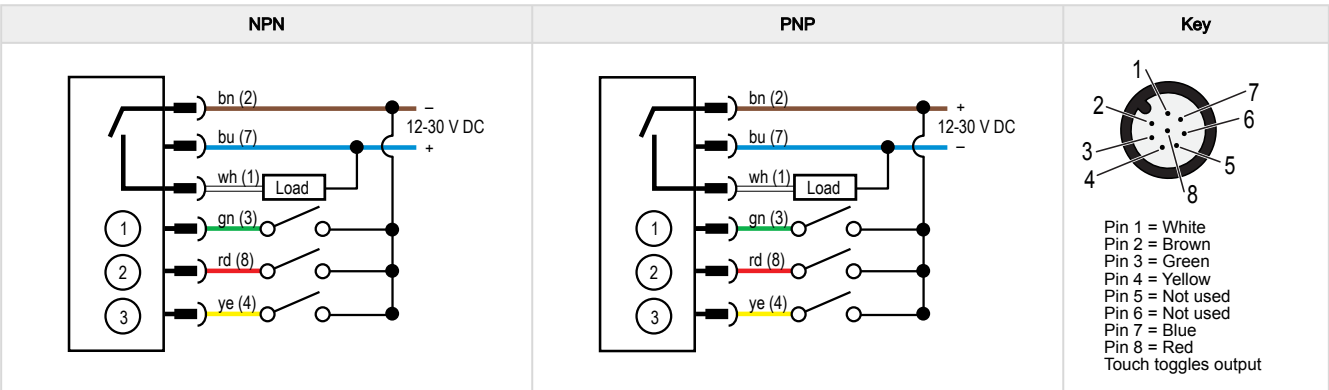 NPN
PNP
Key
bn (2)
–
12-30 V DC
bu (7)
+
wh (1)
Load
gn (3)
1
rd (8)
2
ye (4)
3
bn (2)
+
12-30 V DC
bu (7)
–
wh (1)
Load
gn (3)
1
rd (8)
2
ye (4)
3
1
7
2
6
3
5
4
8
Pin 1 = White
Pin 2 = Brown
Pin 3 = Green
Pin 4 = Yellow
Pin 5 = Not used
Pin 6 = Not used
Pin 7 = Blue
Pin 8 = Red
Touch toggles output